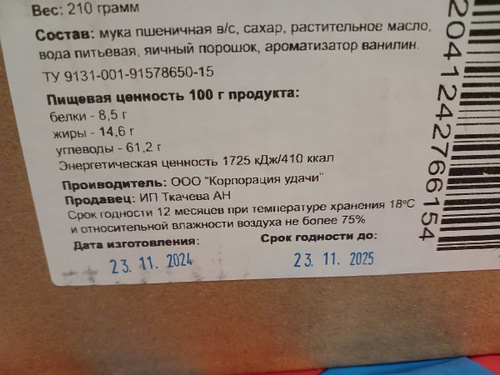 Вес: 210 грамм
Состав: мука пшеничная в/с, сахар, растительное масло,
вода питьевая, яичный порошок, ароматизатор ванилин.
ТУ 9131-001-91578650-15
Пищевая ценность 100 г продукта:
белки - 8,5 г
жиры - 14,6 г
углеводы - 61,2 г
Энергетическая ценность 1725 кДж/410 ккал
Проиводитель: ООО "Корпорация удачи"
Продавец: ИП Ткачева АН
Срок годности 12 месяцев при температуре хранения 18°С
и относительной влажности воздуха не более 75%
Дата изготовления: Срок годности до:
23. 11. 2024 23. 11. 2025
2041242766154